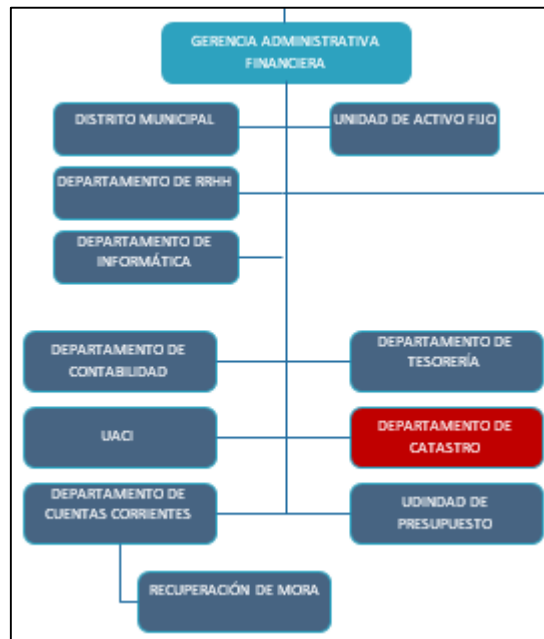 GERENCIA ADMINISTRATIVA
FINANCIERA
DISTRITO MUNICIPAL
UNIDAD DE ACTIVO FIJO
DEPARTAMENTO DE RRHH
DEPARTAMENTO DE
INFORMÁTICA
DEPARTAMENTO DE
CONTABILIDAD
DEPARTAMENTO DE
TESORERÍA
UACI
DEPARTAMENTO DE
CATASTRO
DEPARTAMENTO DE
CUENTAS CORRIENTES
UDINDAD DE
PRESUPUESTO
RECUPERACIÓN DE MORA